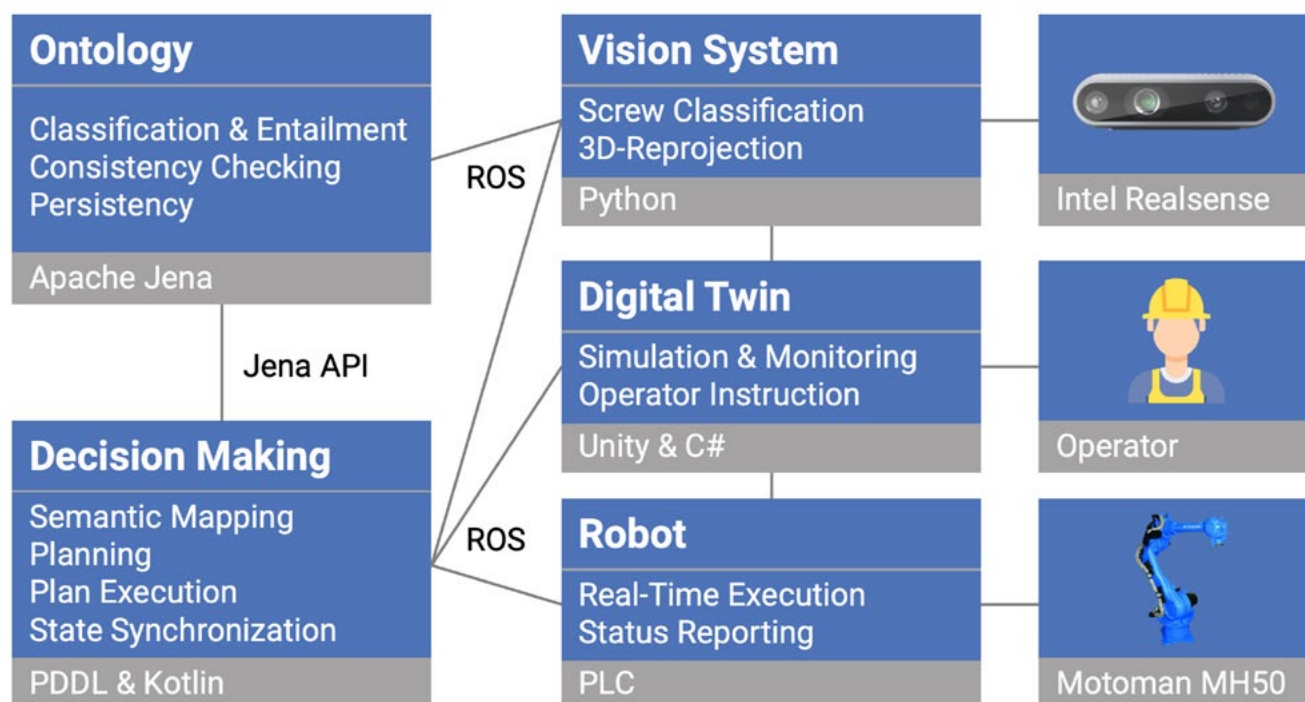 Ontology
Classification & Entailment
Consistency Checking
Persistency
Apache Jena
Jena API
Decision Making
Semantic Mapping
Planning
Plan Execution
State Synchronization
PDDL & Kotlin
ROS
ROS
Vision System
Screw Classification
3D-Reprojection
Python
Digital Twin
Simulation & Monitoring
Operator Instruction
Unity & C#
Robot
Real-Time Execution
Status Reporting
PLC
Intel Realsense
Operator
Motoman MH50